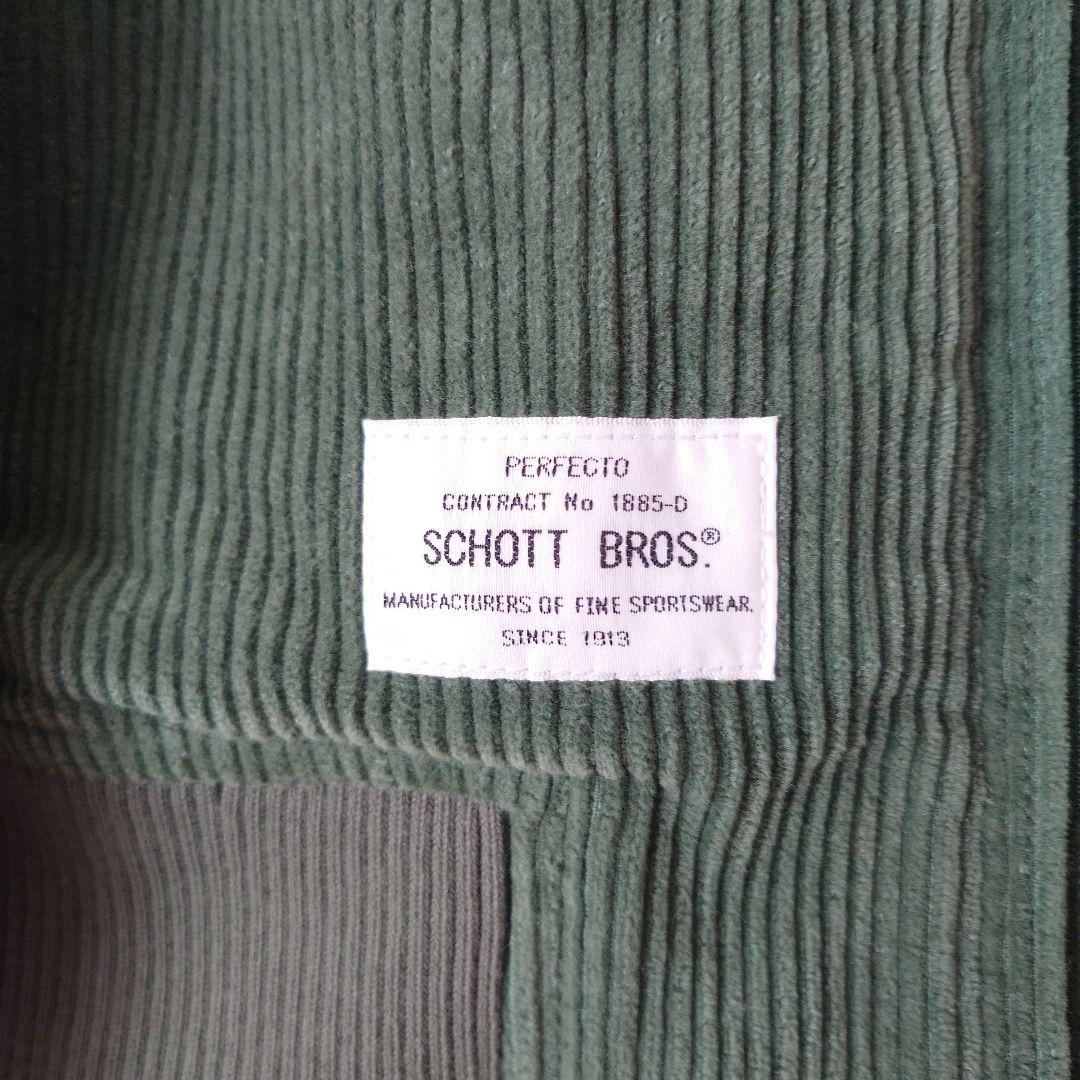 PERFECTO
CONTRACT No 1885-D
SCHOTT BROS.®
MANUFACTURERS OF FINE SPORTSWEAR.
SINCE 1913